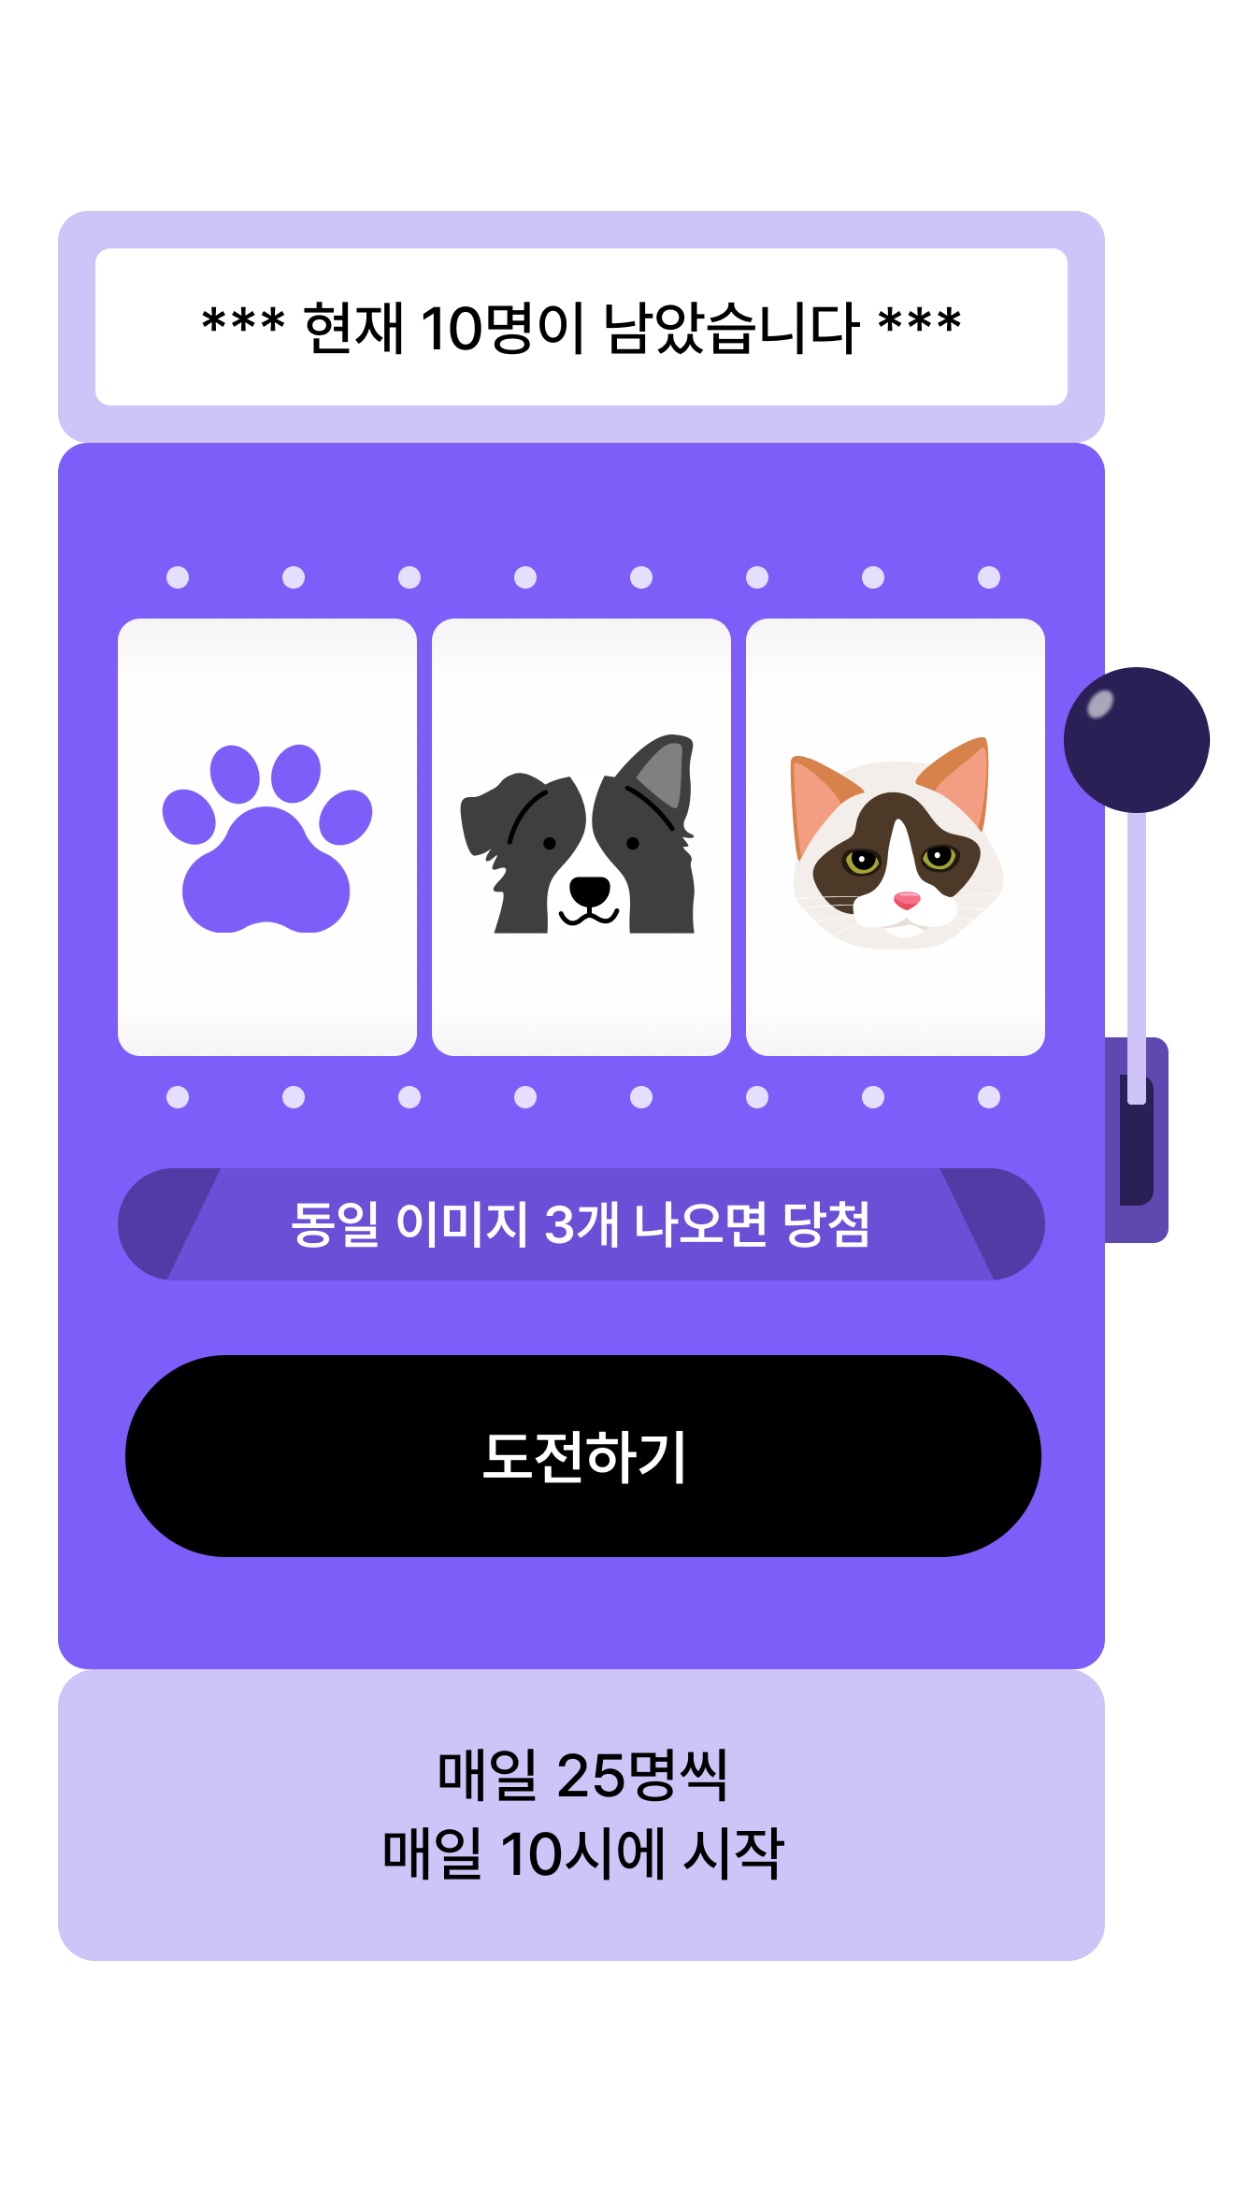 *** 현재 10명이 남았습니다 ***
동일 이미지 3개 나오면 당첨
도전하기
매일 25명씩
매일 10시에 시작